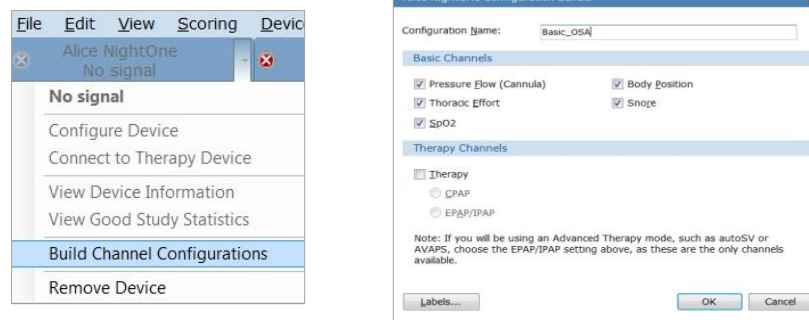 File Edit View Scoring
Alice NightOne
No signal
No signal
Configure Device
Connect to Therapy Device
View Device Information
View Good Study Statistics
Build Channel Configurations
Remove Device
Configuration Name: Basic_OSA
Basic Channels
Pressure Flow (Cannula) Body Position
Thoracic Effort Snore
SpO2
Therapy Channels
Therapy
CPAP
EPAP/IPAP
Note: If you will be using an Advanced Therapy mode, such as autoSV or
AVAPS, choose the EPAP/IPAP setting above, as these are the only channels
available.
Labels... OK Cancel